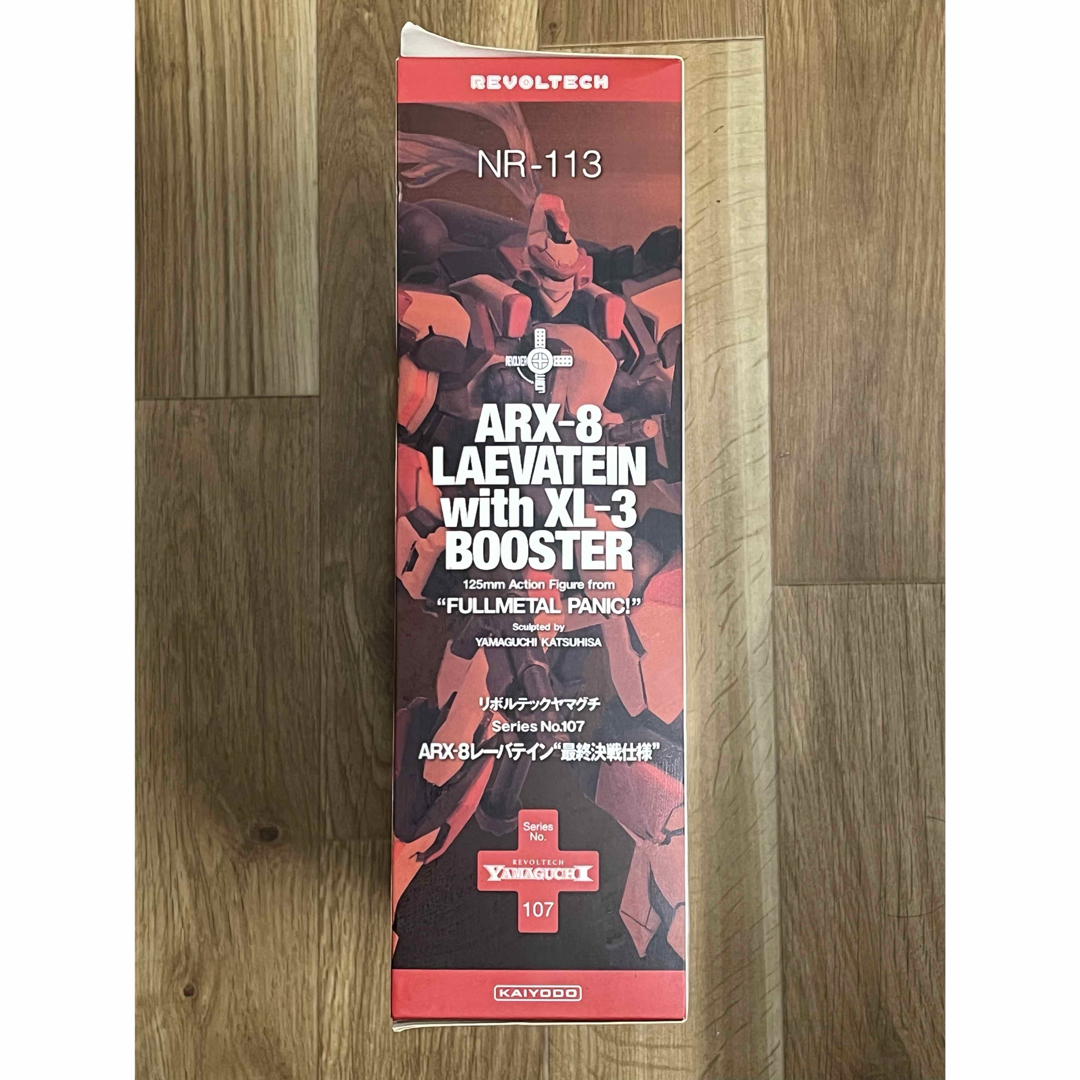 REVOLTECH
NR-113
REVOLVER
JOINT
ARX-8
LAEVATEIN
with XL-3
BOOSTER
125mm Action Figure from
“FULLMETAL PANIC!”
Sculpted by
YAMAGUCHI KATSUHISA
リボルテックヤマグチ
Series No.107
ARX-8レーバテイン“最終決戦仕様”
Series
No.
REVOLTECH
YAMAGUCHI
107
KAIYODO